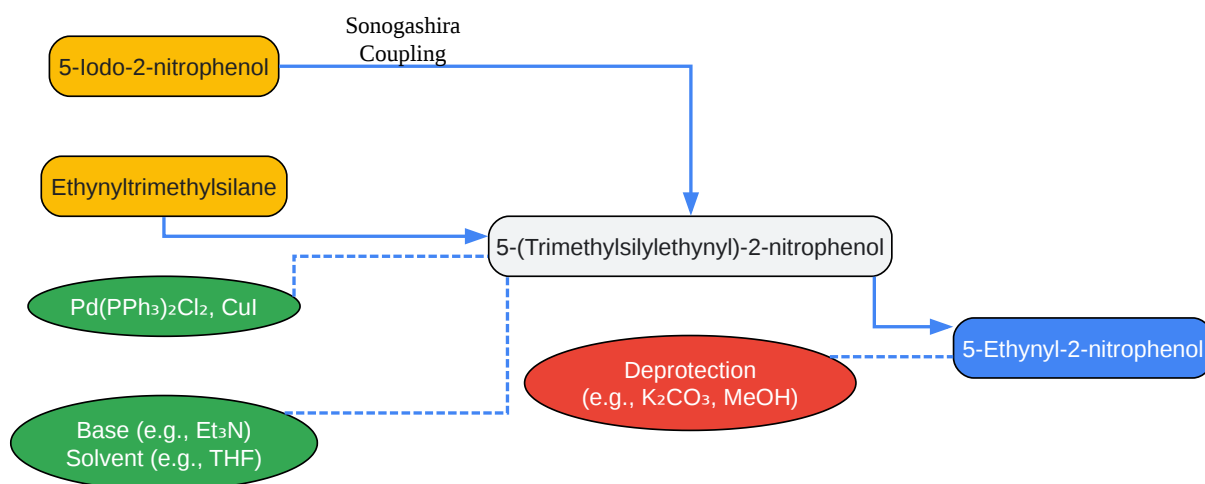 Sonogashira
Coupling
5-Iodo-2-nitrophenol
Ethynyltrimethylsilane
5-(Trimethylsilylethynyl)-2-nitrophenol
Pd(PPh₃)₂Cl₂, CuI
5-Ethynyl-2-nitrophenol
Deprotection
(e.g., K₂CO₃, MeOH)
Base (e.g., Et₃N)
Solvent (e.g., THF)